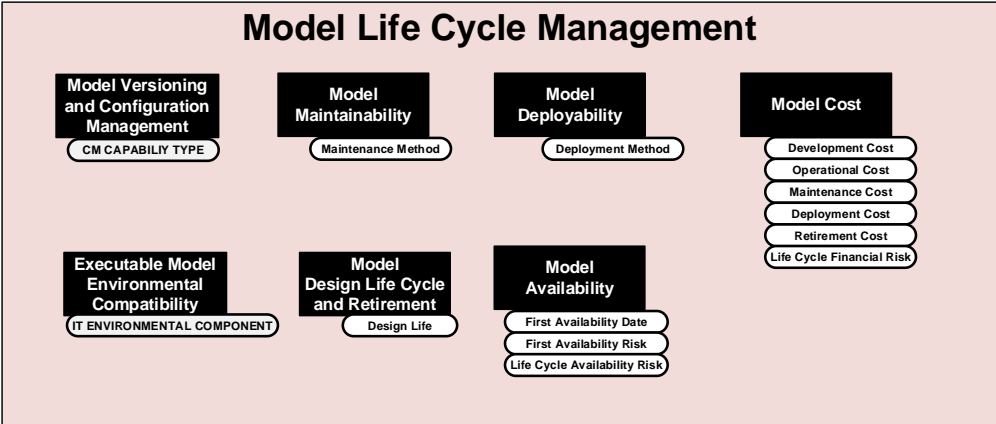 Model Life Cycle Management
Model Versioning
and Configuration
Management
CM CAPABILIY TYPE
Model
Maintainability
Maintenance Method
Model
Deployability
Deployment Method
Model Cost
Development Cost
Operational Cost
Maintenance Cost
Deployment Cost
Retirement Cost
Life Cycle Financial Risk
Executable Model
Environmental
Compatibility
IT ENVIRONMENTAL COMPONENT
Model
Design Life Cycle
and Retirement
Design Life
Model
Availability
First Availability Date
First Availability Risk
Life Cycle Availability Risk